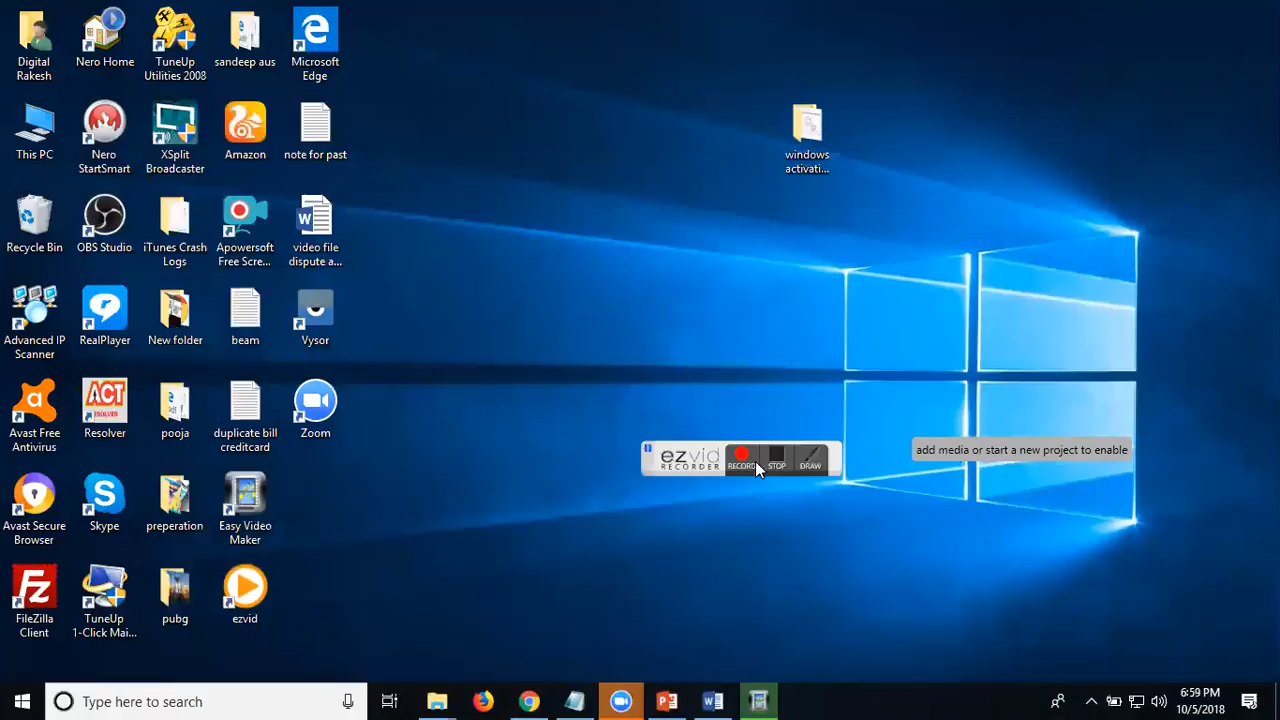 Digital
Rakesh
Nero Home
TuneUp
Utilities 2008
sandeep aus
Microsoft
Edge
This PC
Nero
StartSmart
XSplit
Broadcaster
Amazon
note for past
windows
activati...
Recycle Bin
OBS Studio
iTunes Crash
Logs
Apowersoft
Free Scre...
video file
dispute a...
Advanced IP
Scanner
RealPlayer
New folder
beam
Vysor
Avast Free
Antivirus
ACT
RESOLVER
Resolver
pooja
duplicate bill
creditcard
Zoom
ezvid
RECORDER
RECORD
STOP
DRAW
add media or start a new project to enable
Avast Secure
Browser
Skype
preperation
Easy Video
Maker
FileZilla
Client
TuneUp
1-Click Mai...
pubg
ezvid
Type here to search
6:59 PM
10/5/2018